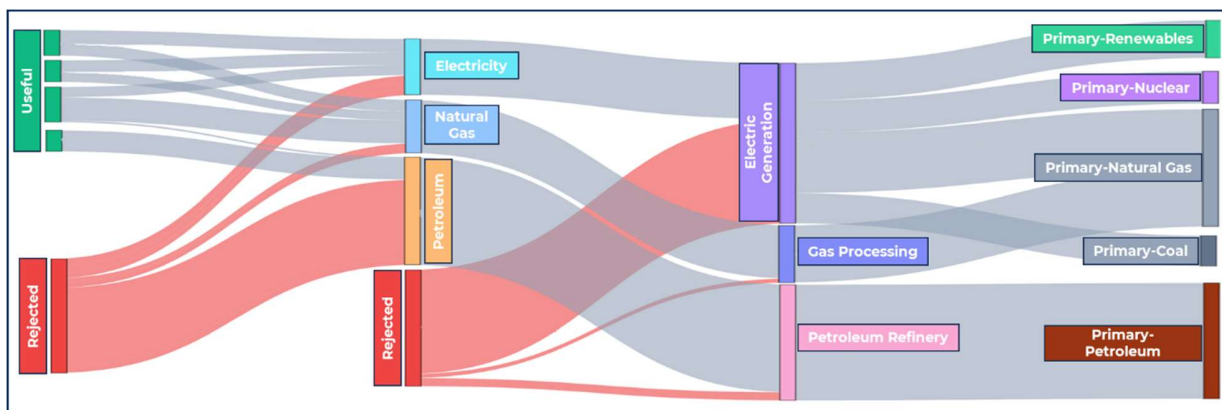 Useful
Rejected
Electricity
Natural
Gas
Petroleum
Rejected
Electric
Generation
Gas Processing
Petroleum Refinery
Primary-Renewables
Primary-Nuclear
Primary-Natural Gas
Primary-Coal
Primary-
Petroleum